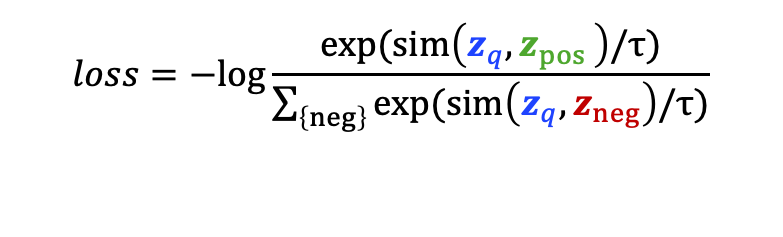 loss = −log exp(sim(z_q, z_pos)/τ) / ∑_{neg} exp(sim(z_q, z_neg)/τ)